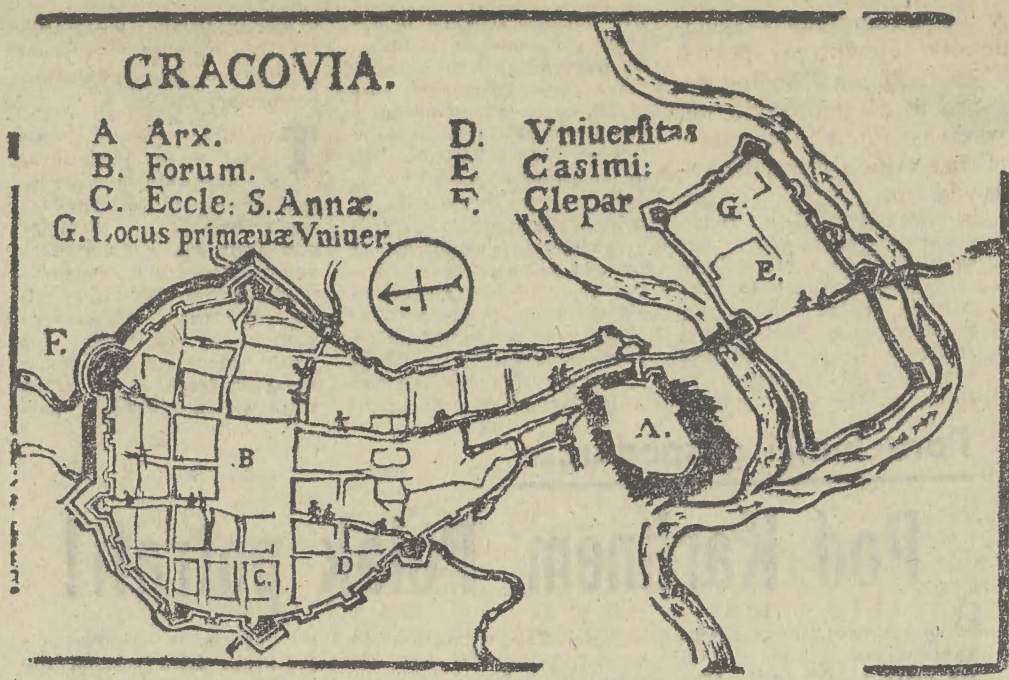 CRACOVIA.
A Arx.
B. Forum.
C. Eccle: S. Annæ.
G. Locus primæuæ Vniuer.
D. Vniuerſitas
E Casimi:
F. Clepar
G.
E.
F.
A.
B
C.
D